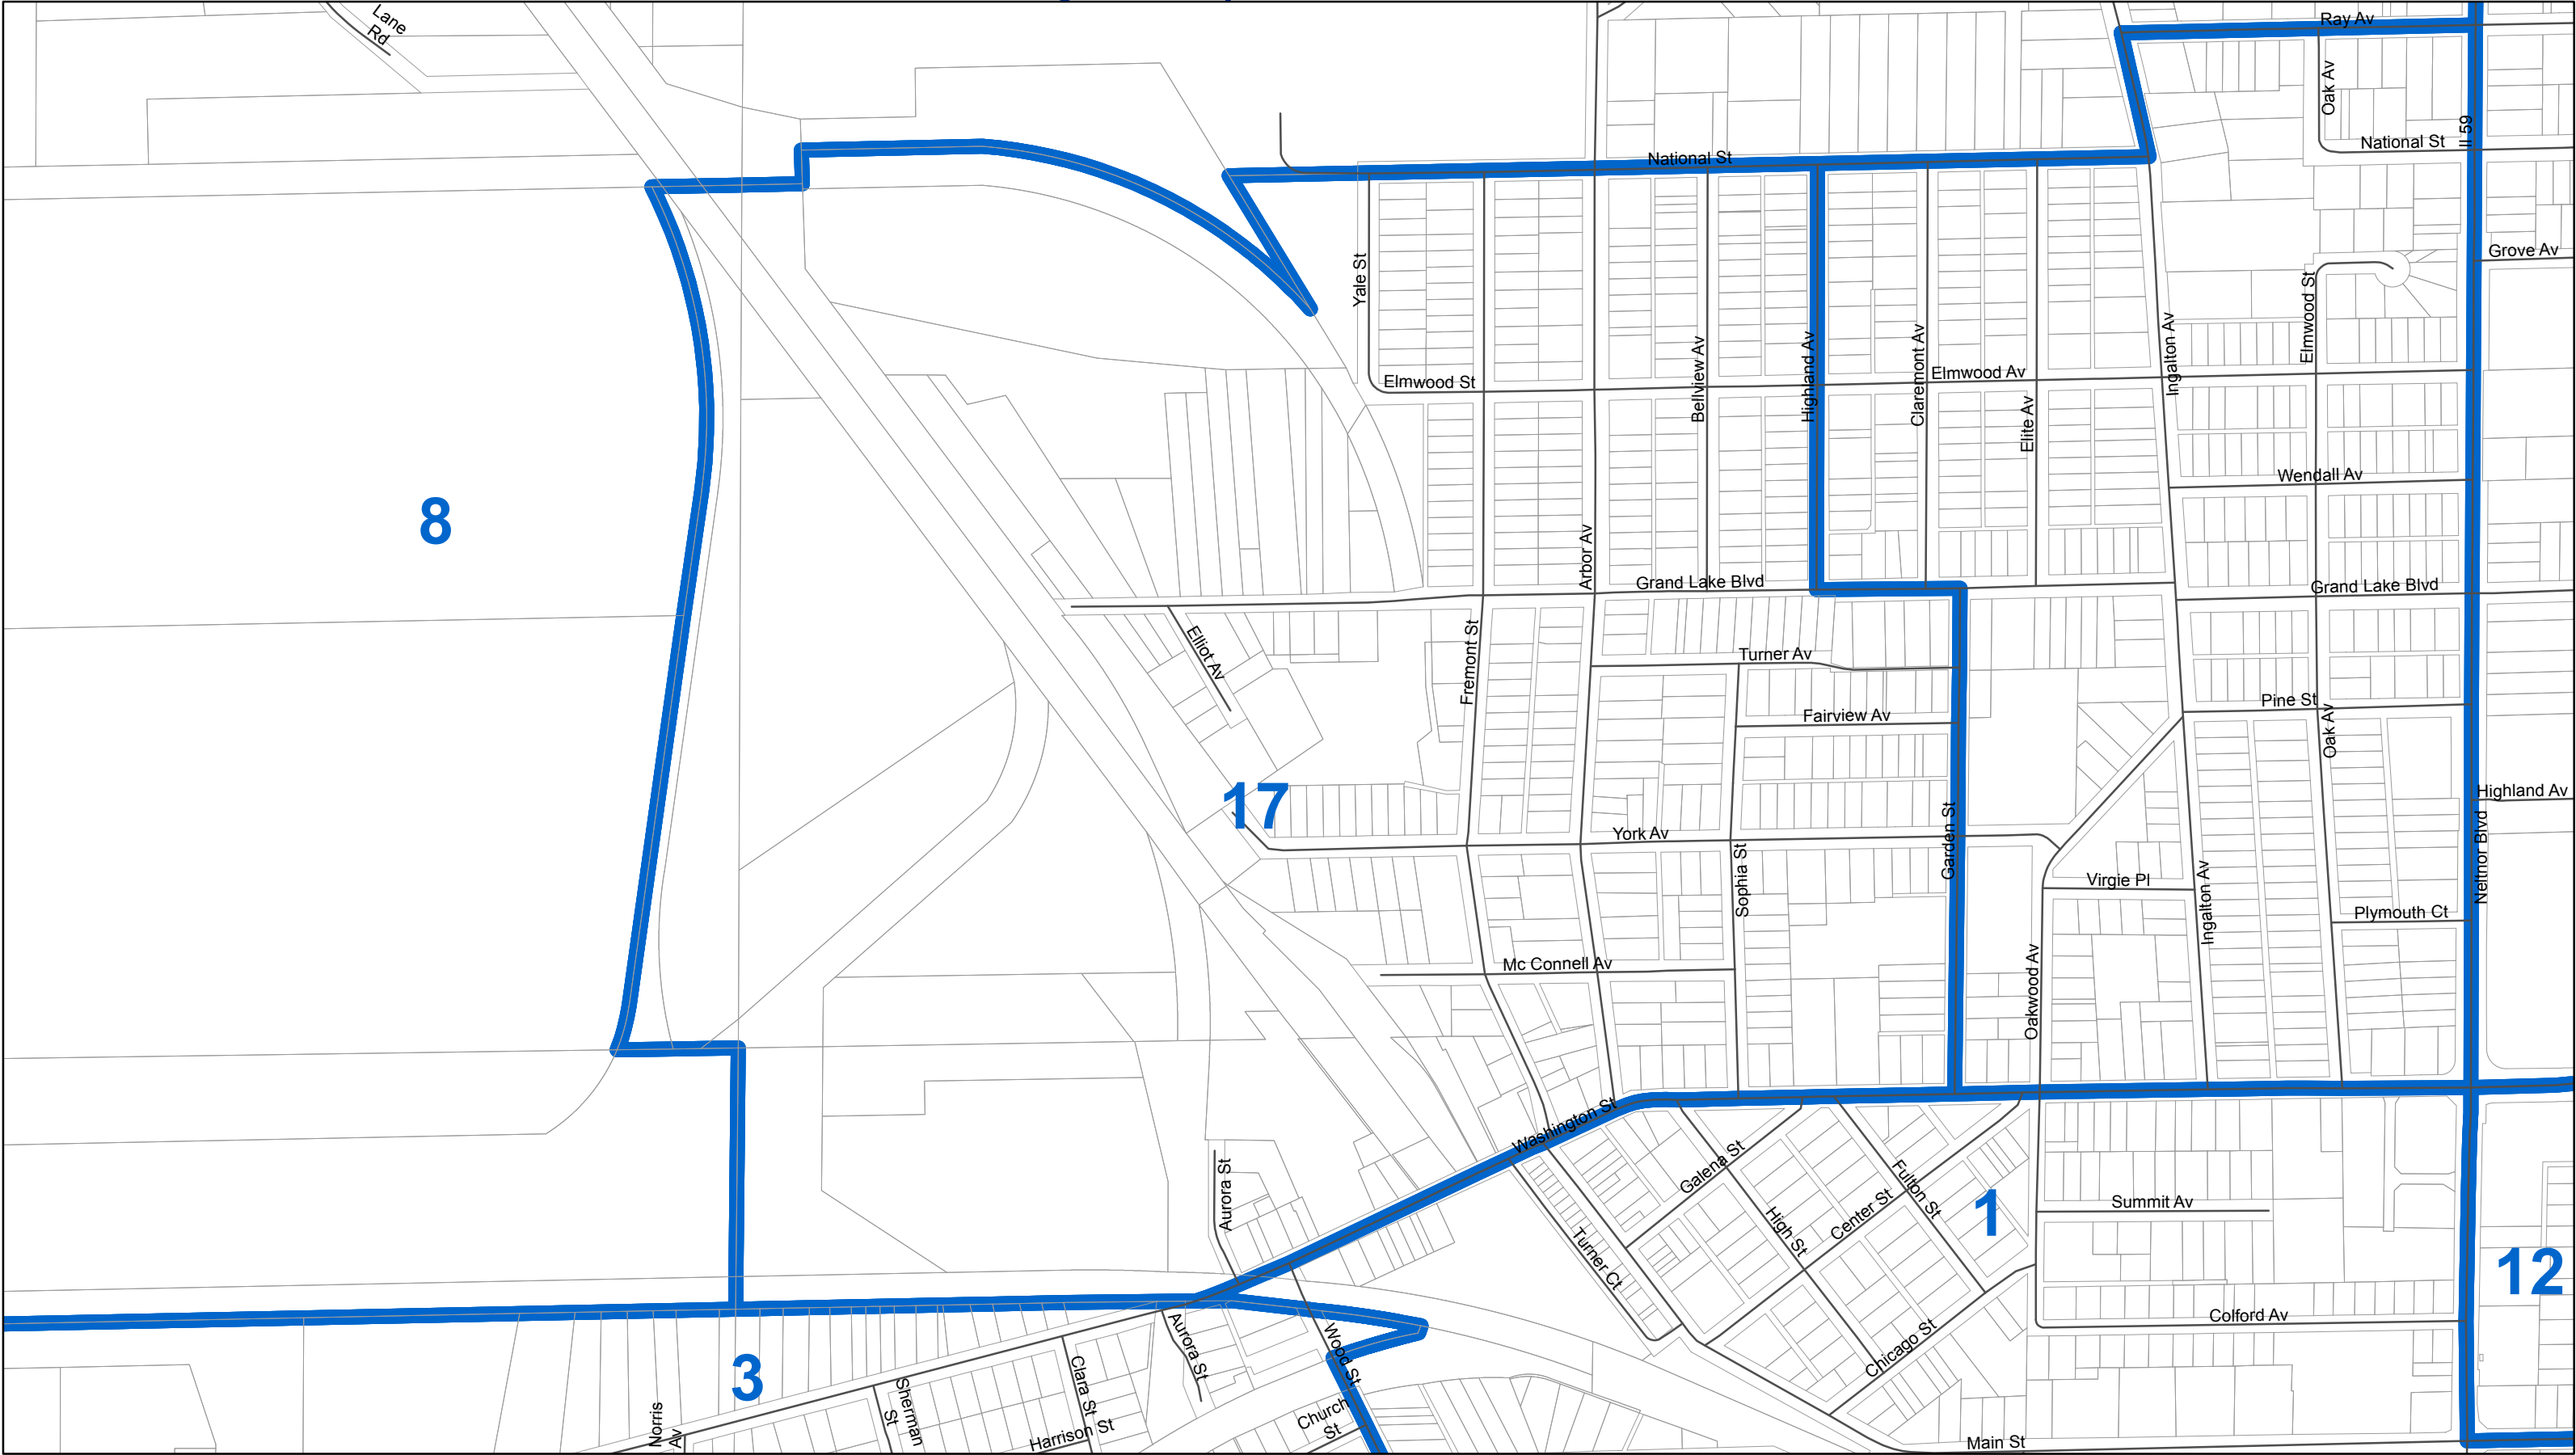 Lane
Rd
Ray Av
Oak Av
Il 59
National St
National St
Grove Av
Yale St
Elmwood St
Ingalton Av
Bellview Av
Highland Av
Claremont Av
Elmwood St
Elmwood Av
Elite Av
Wendall Av
8
Arbor Av
Grand Lake Blvd
Grand Lake Blvd
Elliot Av
Fremont St
Turner Av
Pine St
Fairview Av
Oak Av
17
Highland Av
York Av
Garden St
Neltnor Blvd
Sophia St
Virgie Pl
Ingalton Av
Plymouth Ct
Mc Connell Av
Oakwood Av
Washington St
Aurora St
Galena St
Fulton St
1
Summit Av
Center St
High St
Turner Ct
12
Colford Av
Aurora St
Wood St
Chicago St
3
Clara St
Sherman
St
Norris
Av
Harrison St
Church
St
Main St